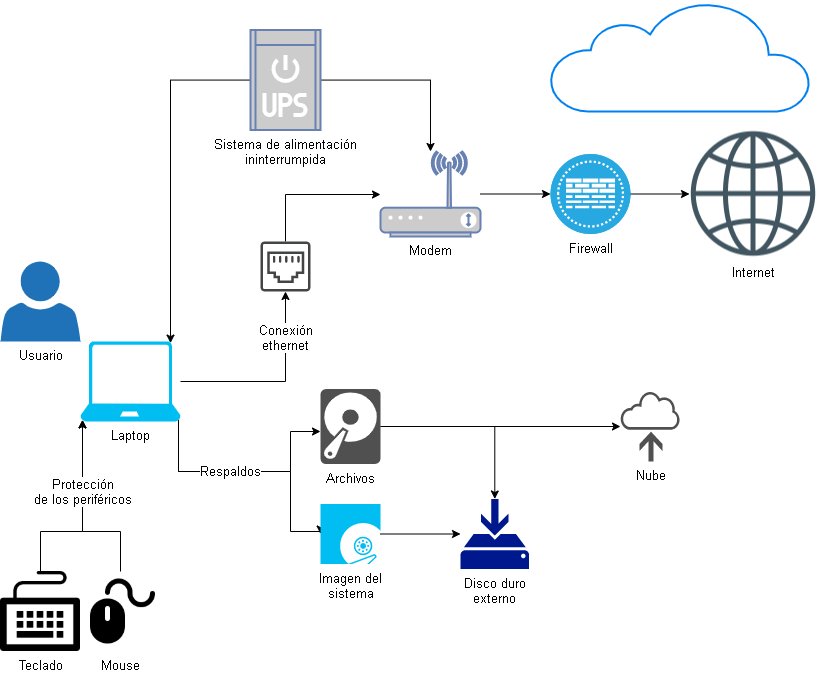 UPS
Sistema de alimentación
ininterrumpida
Modem
Firewall
Internet
Conexión
ethernet
Usuario
Laptop
Respaldos
Archivos
Nube
Protección
de los periféricos
Imagen del
sistema
Disco duro
externo
Teclado
Mouse